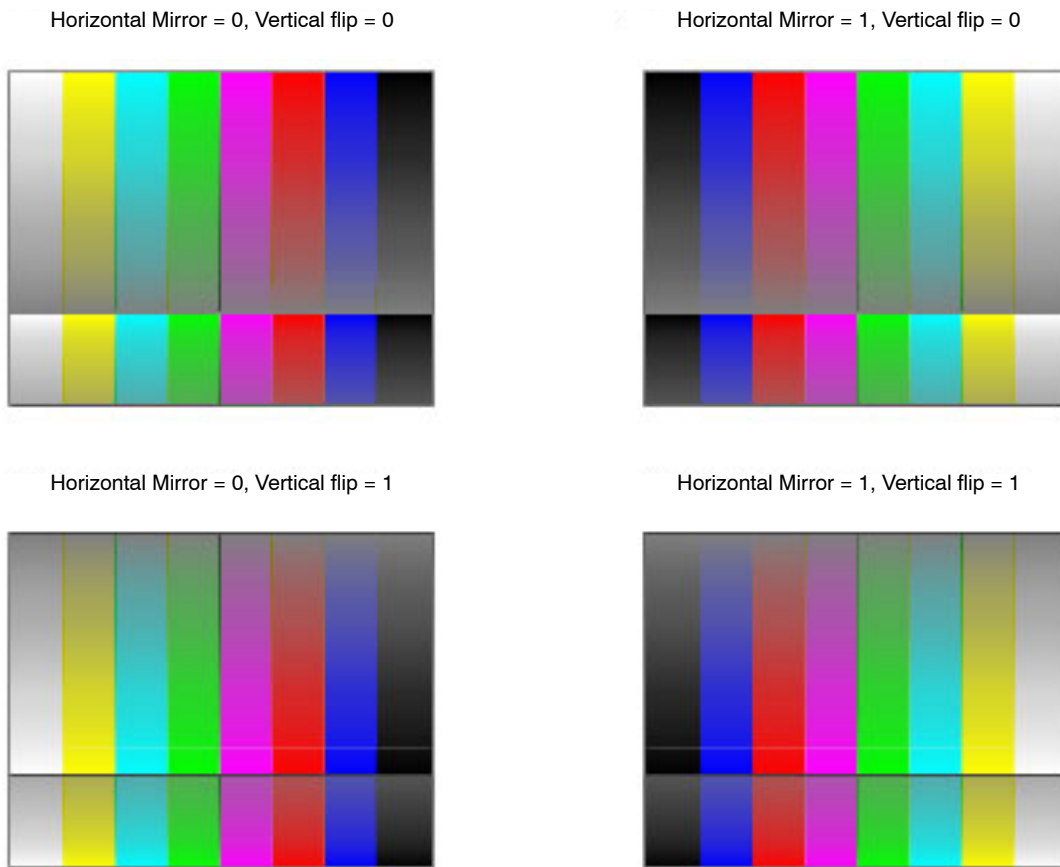 Horizontal Mirror = 0, Vertical flip = 0
Horizontal Mirror = 1, Vertical flip = 0
Horizontal Mirror = 0, Vertical flip = 1
Horizontal Mirror = 1, Vertical flip = 1